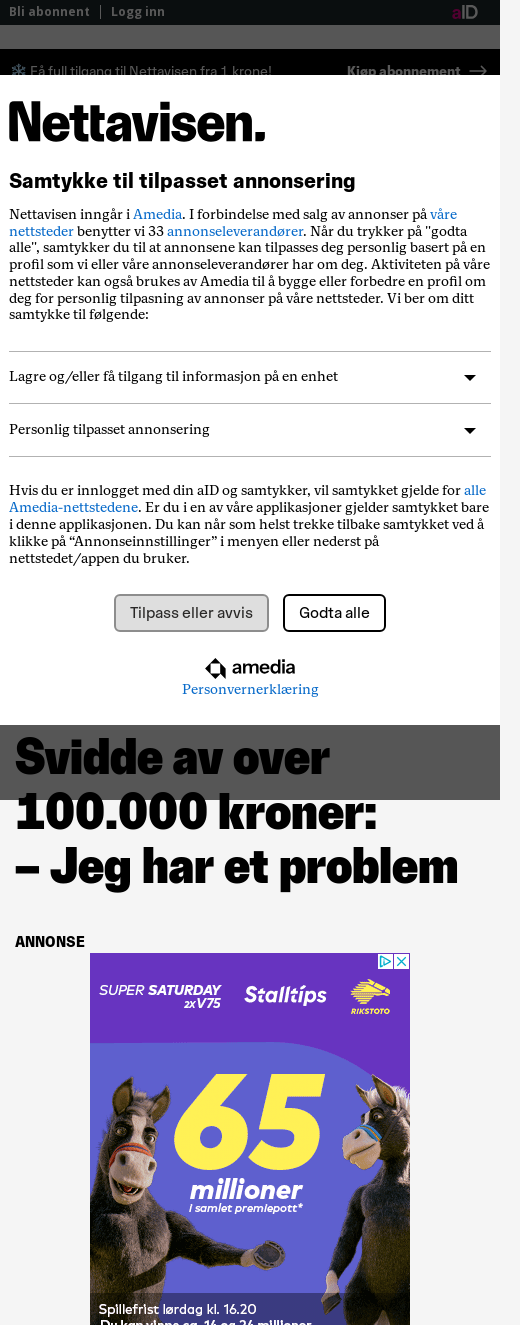 Bli abonnent
Logg inn
aID
Få full tilgang til Nettavisen fra 1 krone!
Kjøp abonnement
Nettavisen.
Samtykke til tilpasset annonsering
Nettavisen inngår i Amedia. I forbindelse med salg av annonser på våre
nettsteder benytter vi 33 annonseleverandører. Når du trykker på "godta
alle", samtykker du til at annonsene kan tilpasses deg personlig basert på en
profil som vi eller våre annonseleverandører har om deg. Aktiviteten på våre
nettsteder kan også brukes av Amedia til å bygge eller forbedre en profil om
deg for personlig tilpasning av annonser på våre nettsteder. Vi ber om ditt
samtykke til følgende:
Lagre og/eller få tilgang til informasjon på en enhet
Personlig tilpasset annonsering
Hvis du er innlogget med din aID og samtykker, vil samtykket gjelde for alle
Amedia-nettstedene. Er du i en av våre applikasjoner gjelder samtykket bare
i denne applikasjonen. Du kan når som helst trekke tilbake samtykket ved å
klikke på “Annonseinnstillinger” i menyen eller nederst på
nettstedet/appen du bruker.
Tilpass eller avvis
Godta alle
amedia
Personvernerklæring
Svidde av over
100.000 kroner:
– Jeg har et problem
ANNONSE
SUPER SATURDAY
2XV75
Stalltips
RIKSTOTO
65
millioner
i samlet premiepott*
Spillefrist lørdag kl. 16.20
Du kan vinne ca. 14 og 24 millioner